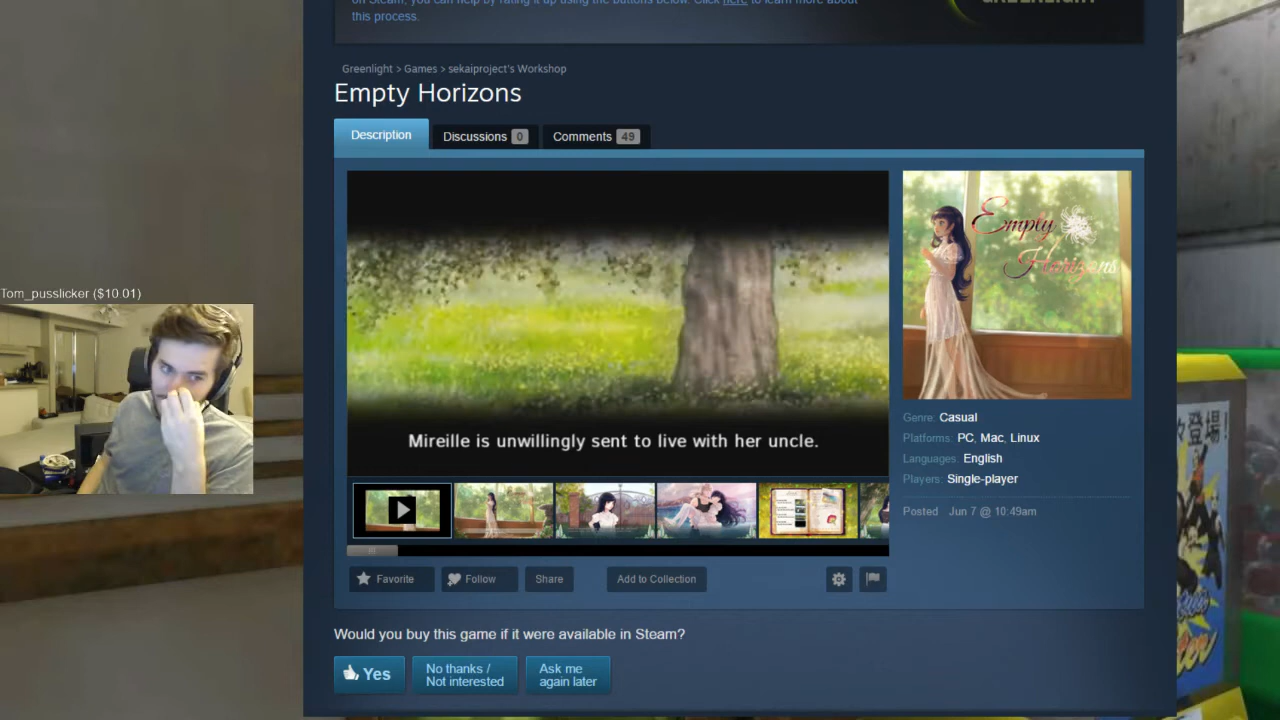 on Steam, you can help by rating it up using the buttons below. Click here to learn more about
this process.
GREENLIGHT
Greenlight > Games > sekaiproject's Workshop
Empty Horizons
Description
Discussions 0
Comments 49
Empty
Horizons
Mireille is unwillingly sent to live with her uncle.
Genre: Casual
Platforms: PC, Mac, Linux
Languages: English
Players: Single-player
Posted Jun 7 @ 10:49am
Tom_pusslicker ($10.01)
Favorite
Follow
Share
Add to Collection
Would you buy this game if it were available in Steam?
Yes
No thanks /
Not interested
Ask me
again later
登場!